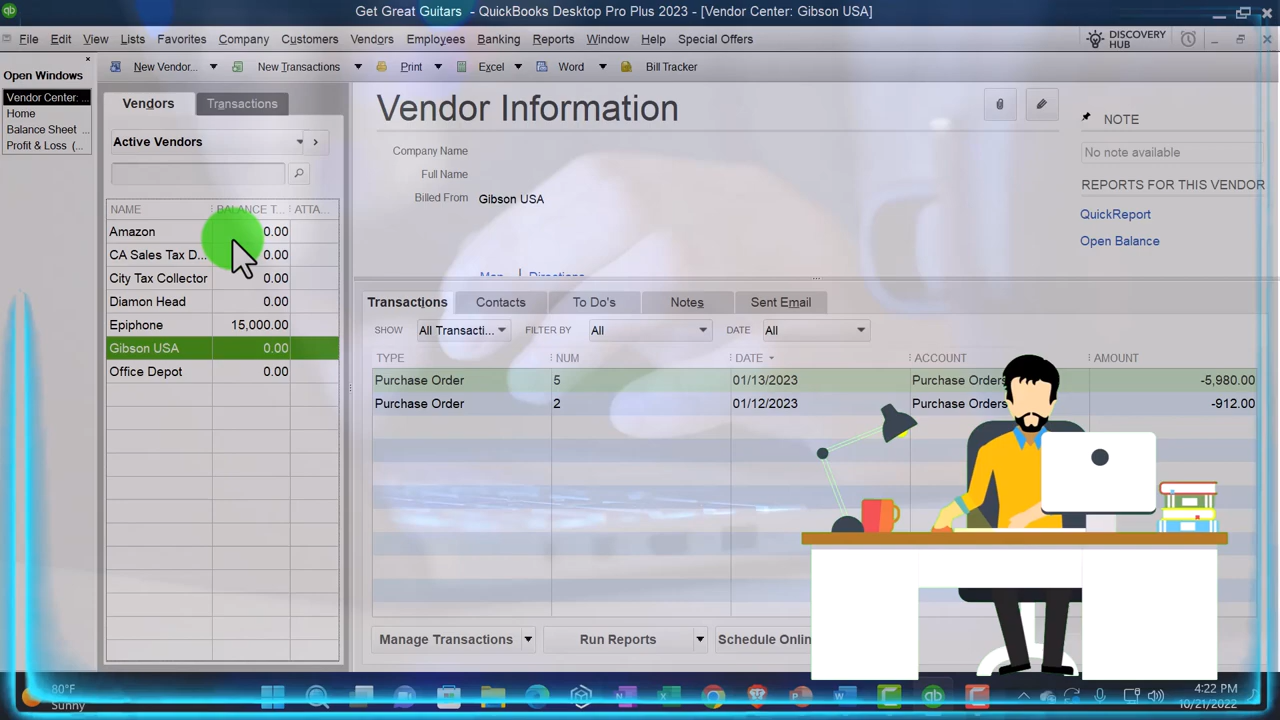 Get Great Guitars - QuickBooks Desktop Pro Plus 2023 - [Vendor Center: Gibson USA]
File Edit View Lists Favorites Company Customers Vendors Employees Banking Reports Window Help Special Offers
DISCOVERY HUB
Open Windows
Vendor Center: ...
Home
Balance Sheet ...
Profit & Loss (...
New Vendor... New Transactions Print Excel Word Bill Tracker
Vendors Transactions
Active Vendors
NAME BALANCE T... ATTA...
Amazon 0.00
CA Sales Tax D... 0.00
City Tax Collector 0.00
Diamon Head 0.00
Epiphone 15,000.00
Gibson USA 0.00
Office Depot 0.00
Vendor Information
Company Name
Full Name
Billed From Gibson USA
Map Directions
NOTE
No note available
REPORTS FOR THIS VENDOR
QuickReport
Open Balance
Transactions Contacts To Do's Notes Sent Email
SHOW All Transacti... FILTER BY All DATE All
TYPE NUM DATE ACCOUNT AMOUNT
Purchase Order 5 01/13/2023 Purchase Orders -5,980.00
Purchase Order 2 01/12/2023 Purchase Orders -912.00
Manage Transactions Run Reports Schedule Onlin
80°F
Sunny
4:22 PM
10/21/2022